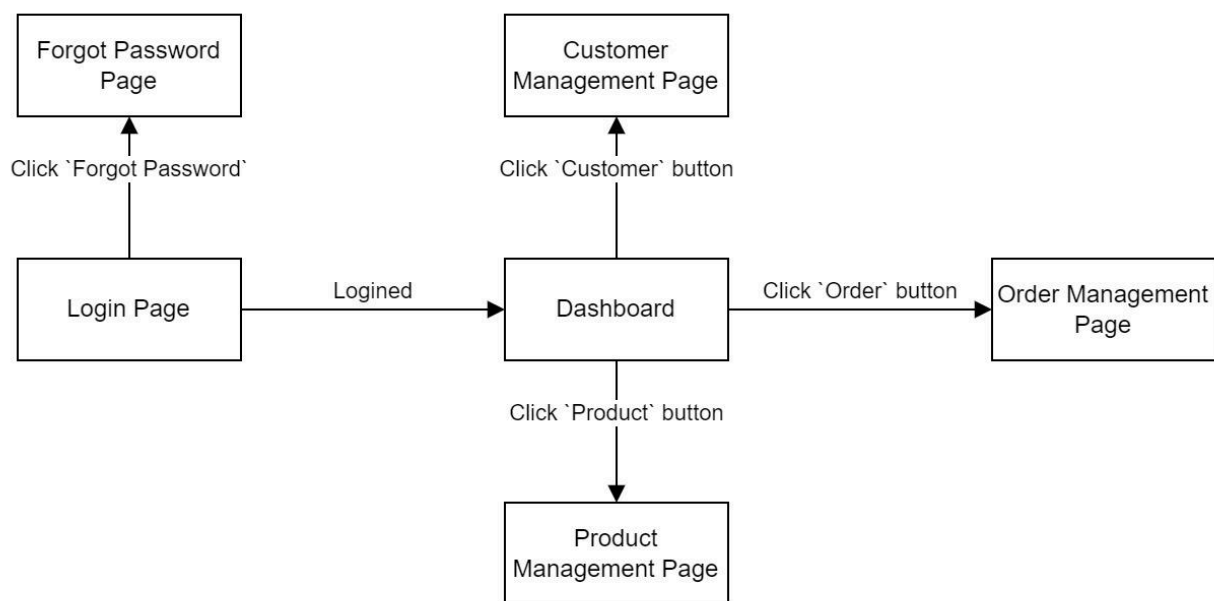 Forgot Password
Page
Customer
Management Page
Click `Forgot Password`
Click `Customer` button
Login Page
Logined
Dashboard
Click `Order` button
Order Management
Page
Click `Product` button
Product
Management Page